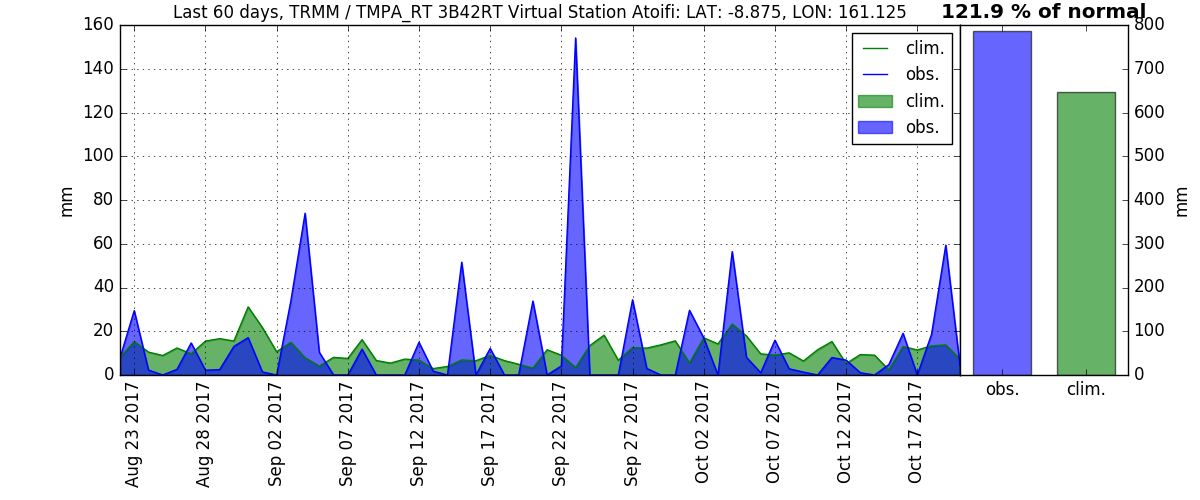 Last 60 days, TRMM / TMPA_RT 3B42RT Virtual Station Atoifi: LAT: -8.875, LON: 161.125
121.9 % of normal
160
140
120
100
80
60
40
20
0
mm
clim.
obs.
clim.
obs.
800
700
600
500
400
300
200
100
0
mm
Aug 23 2017
Aug 28 2017
Sep 02 2017
Sep 07 2017
Sep 12 2017
Sep 17 2017
Sep 22 2017
Sep 27 2017
Oct 02 2017
Oct 07 2017
Oct 12 2017
Oct 17 2017
obs.
clim.